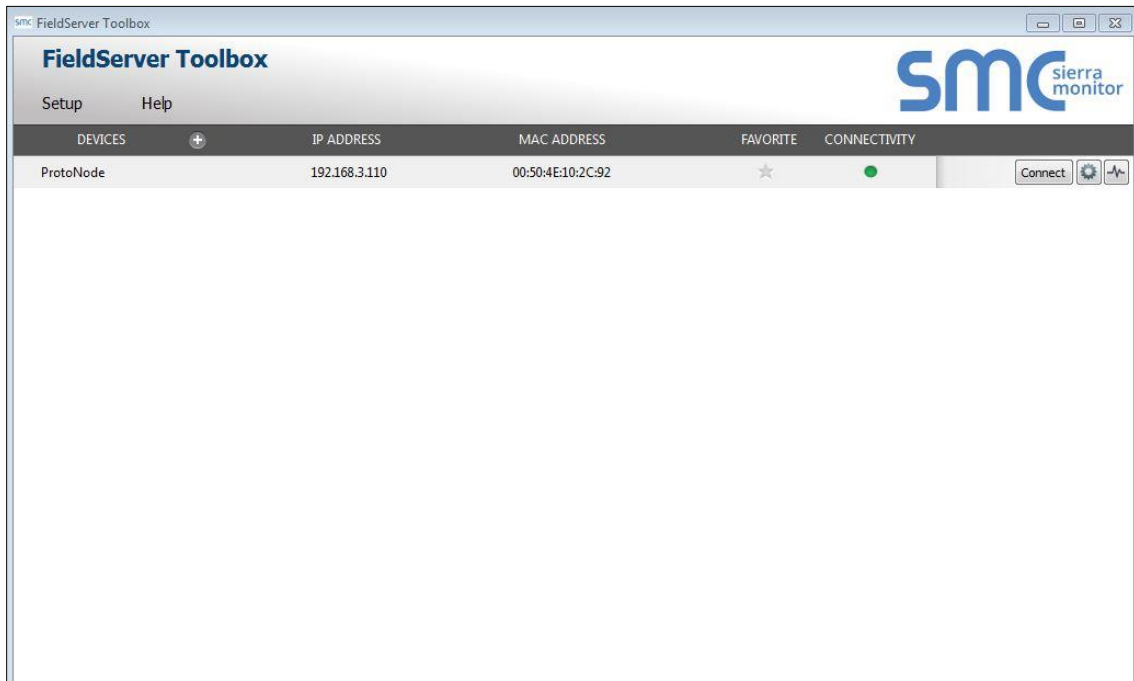 smc FieldServer Toolbox
FieldServer Toolbox
smc sierra monitor
Setup Help
DEVICES IP ADDRESS MAC ADDRESS FAVORITE CONNECTIVITY
ProtoNode 192.168.3.110 00:50:4E:10:2C:92 Connect